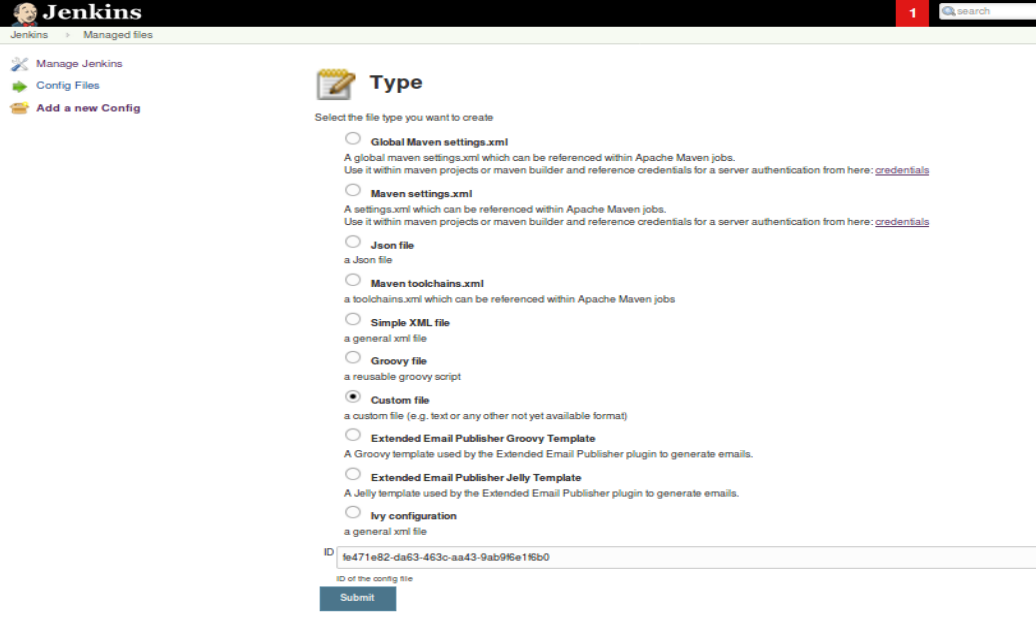 Jenkins
1
search
Jenkins
Managed files
Manage Jenkins
Config Files
Add a new Config
Type
Select the file type you want to create
Global Maven settings.xml
A global maven settings.xml which can be referenced within Apache Maven jobs.
Use it within maven projects or maven builder and reference credentials for a server authentication from here: credentials
Maven settings.xml
A settings.xml which can be referenced within Apache Maven jobs.
Use it within maven projects or maven builder and reference credentials for a server authentication from here: credentials
Json file
a Json file
Maven toolchains.xml
a toolchains.xml which can be referenced within Apache Maven jobs
Simple XML file
a general xml file
Groovy file
a reusable groovy script
Custom file
a custom file (e.g. text or any other not yet available format)
Extended Email Publisher Groovy Template
A Groovy template used by the Extended Email Publisher plugin to generate emails.
Extended Email Publisher Jelly Template
A Jelly template used by the Extended Email Publisher plugin to generate emails.
Ivy configuration
a general xml file
ID
fe471e82-da63-463c-aa43-9ab9f6e1f6b0
ID of the config file
Submit